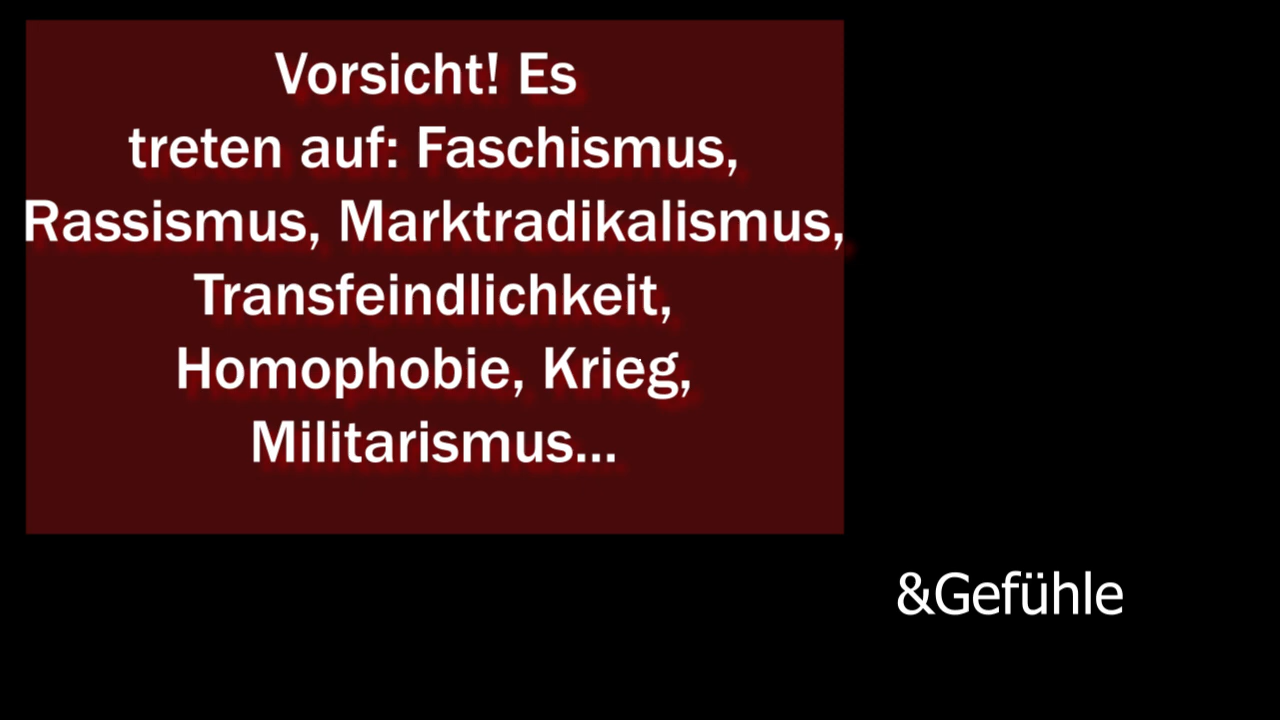 Vorsicht! Es
treten auf: Faschismus,
Rassismus, Marktradikalismus,
Transfeindlichkeit,
Homophobie, Krieg,
Militarismus...
&Gefühle